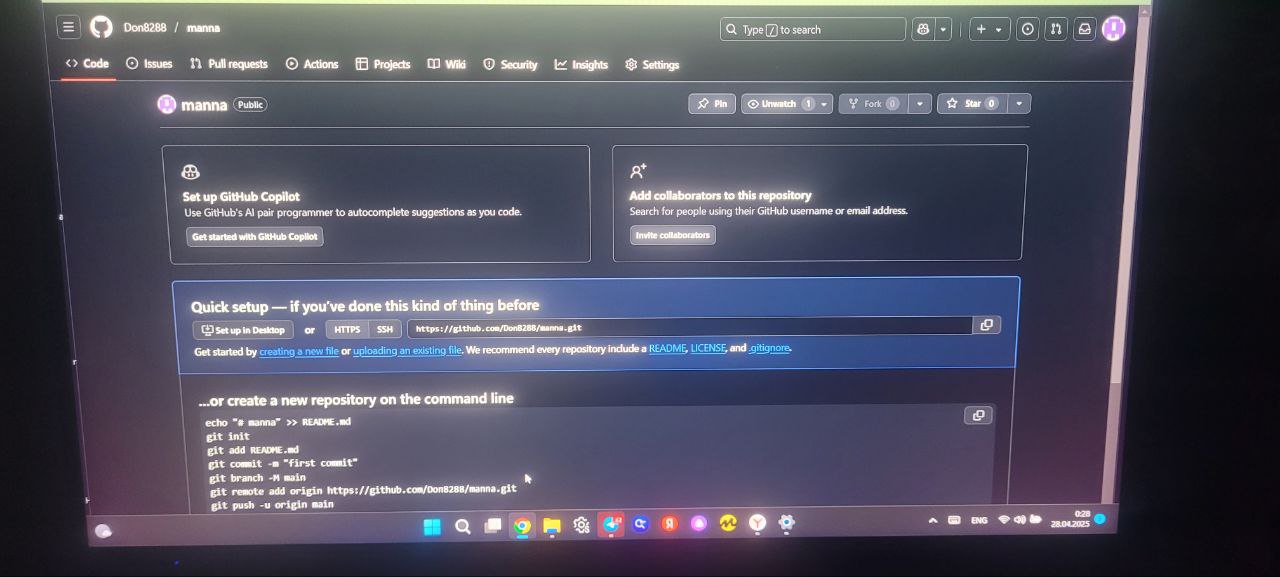 Don8288 / manna
Type / to search
Code Issues Pull requests Actions Projects Wiki Security Insights Settings
manna Public
Pin Unwatch 1 Fork 0 Star 0
Set up GitHub Copilot
Use GitHub's AI pair programmer to autocomplete suggestions as you code.
Get started with GitHub Copilot
Add collaborators to this repository
Search for people using their GitHub username or email address.
Invite collaborators
Quick setup — if you've done this kind of thing before
Set up in Desktop or HTTPS SSH https://github.com/Don8288/manna.git
Get started by creating a new file or uploading an existing file. We recommend every repository include a README, LICENSE, and .gitignore.
...or create a new repository on the command line
echo "# manna" >> README.md
git init
git add README.md
git commit -m "first commit"
git branch -M main
git remote add origin https://github.com/Don8288/manna.git
git push -u origin main
ENG
0:28
28.04.2025